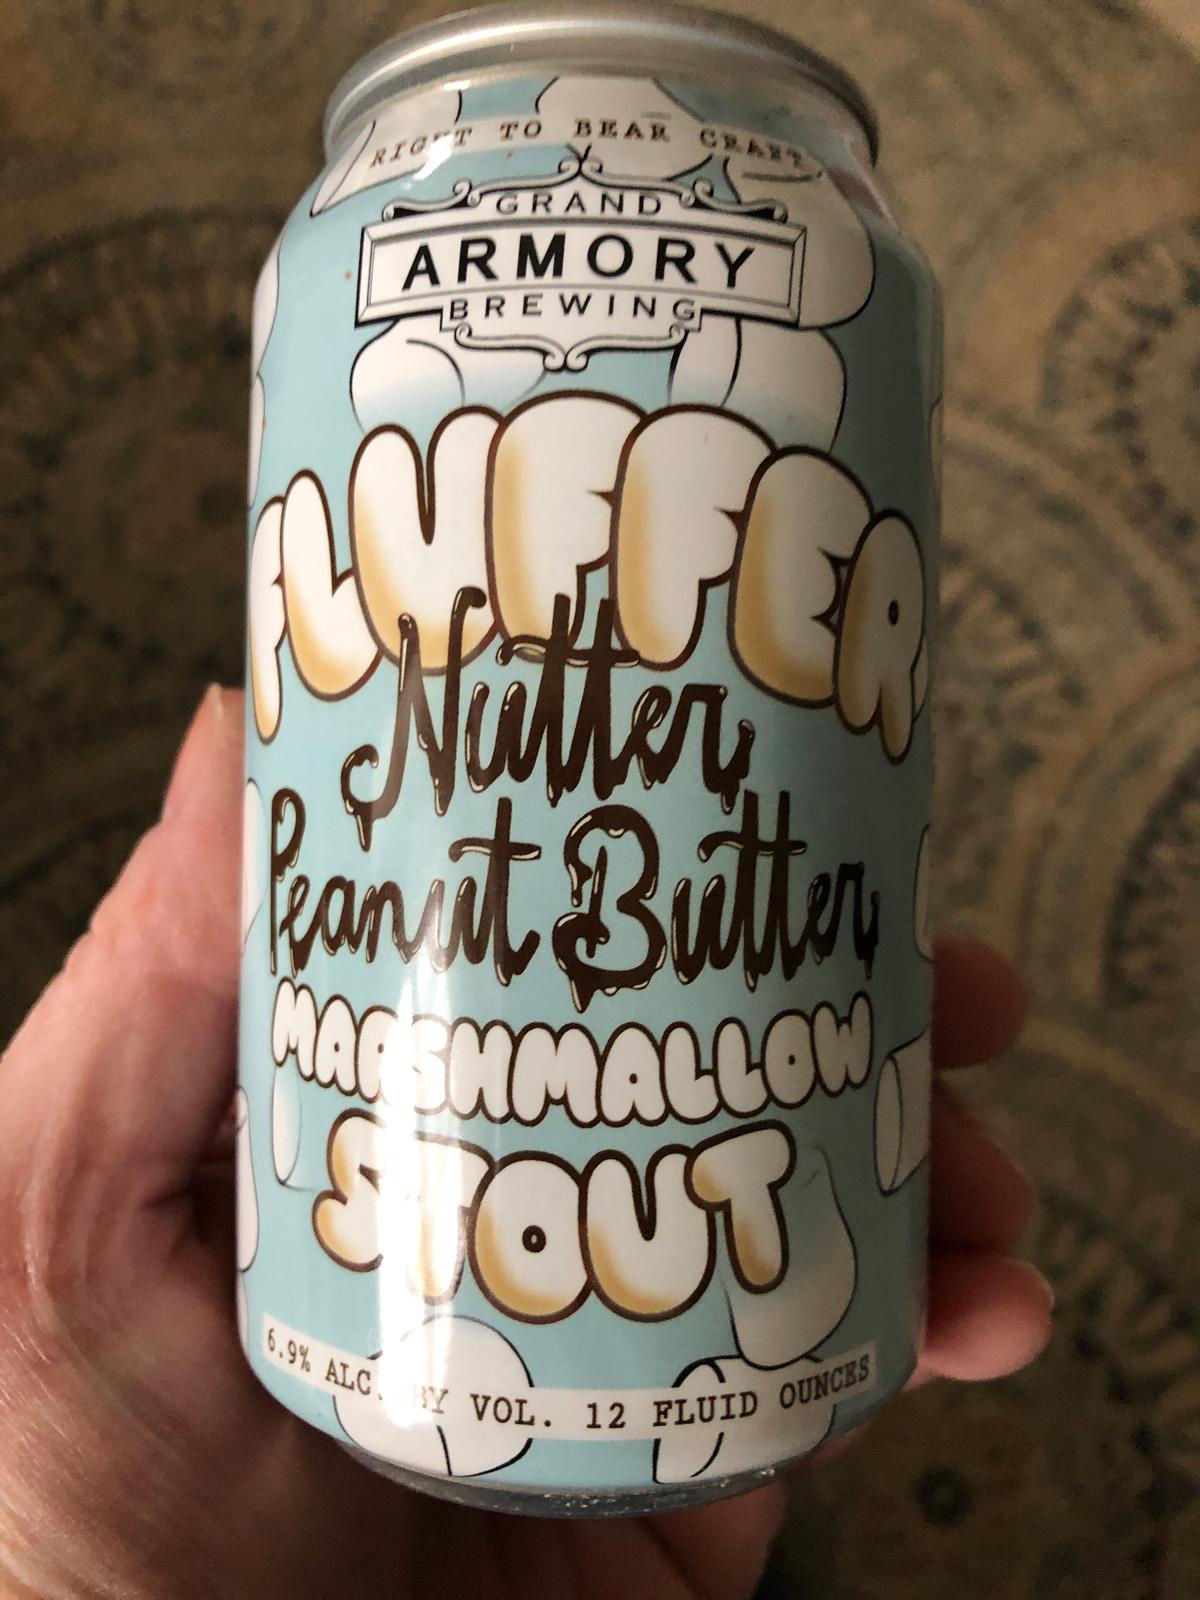 RIGHT TO BEAR CRAFT
GRAND
ARMORY
BREWING
FLUFFER
Nutter
Peanut Butter
MARSHMALLOW
STOUT
6.9% ALC. BY VOL. 12 FLUID OUNCES